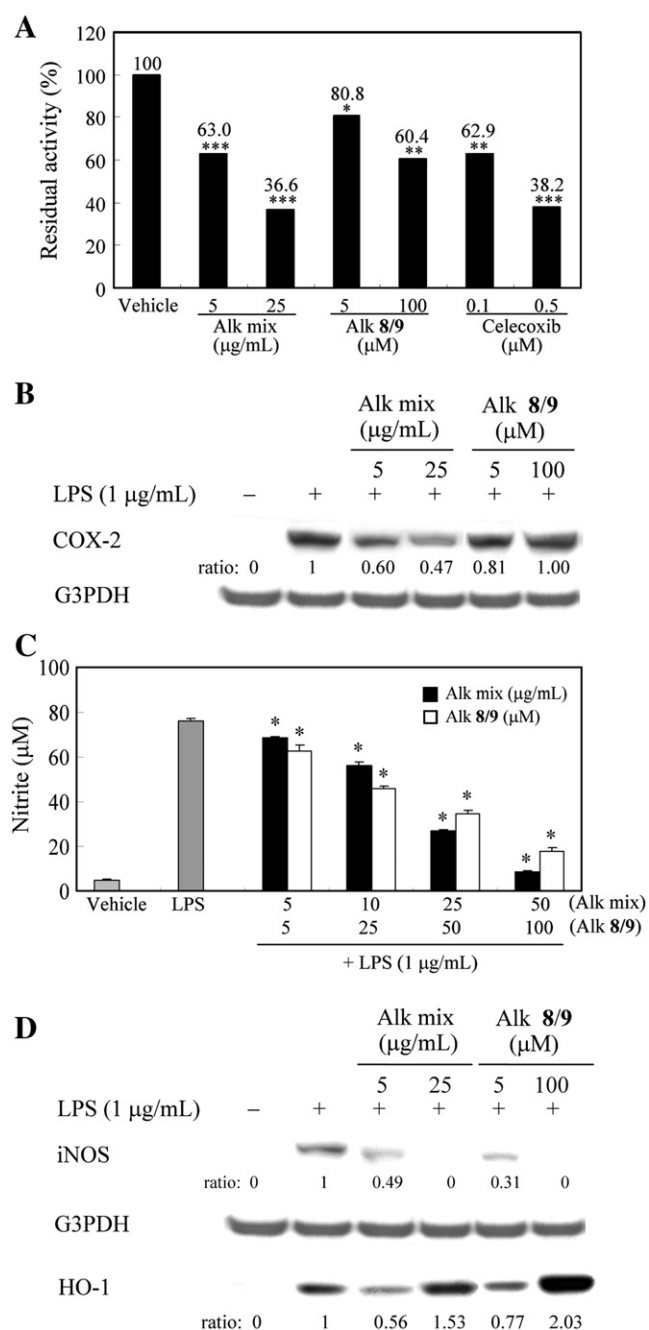 A
Residual activity (%)
120
100
80
60
40
20
0
100
63.0
***
36.6
***
80.8
*
60.4
**
62.9
**
38.2
***
Vehicle 5 25 5 100 0.1 0.5
Alk mix Alk 8/9 Celecoxib
(μg/mL) (μM) (μM)
B
Alk mix Alk 8/9
(μg/mL) (μM)
5 25 5 100
LPS (1 μg/mL) – + + + + +
COX-2
ratio: 0 1 0.60 0.47 0.81 1.00
G3PDH
C
Nitrite (μM)
100
80
60
40
20
0
Alk mix (μg/mL)
Alk 8/9 (μM)
* * * * * * * *
Vehicle LPS 5 10 25 50 (Alk mix)
5 25 50 100 (Alk 8/9)
+ LPS (1 μg/mL)
D
Alk mix Alk 8/9
(μg/mL) (μM)
5 25 5 100
LPS (1 μg/mL) – + + + + +
iNOS
ratio: 0 1 0.49 0 0.31 0
G3PDH
HO-1
ratio: 0 1 0.56 1.53 0.77 2.03